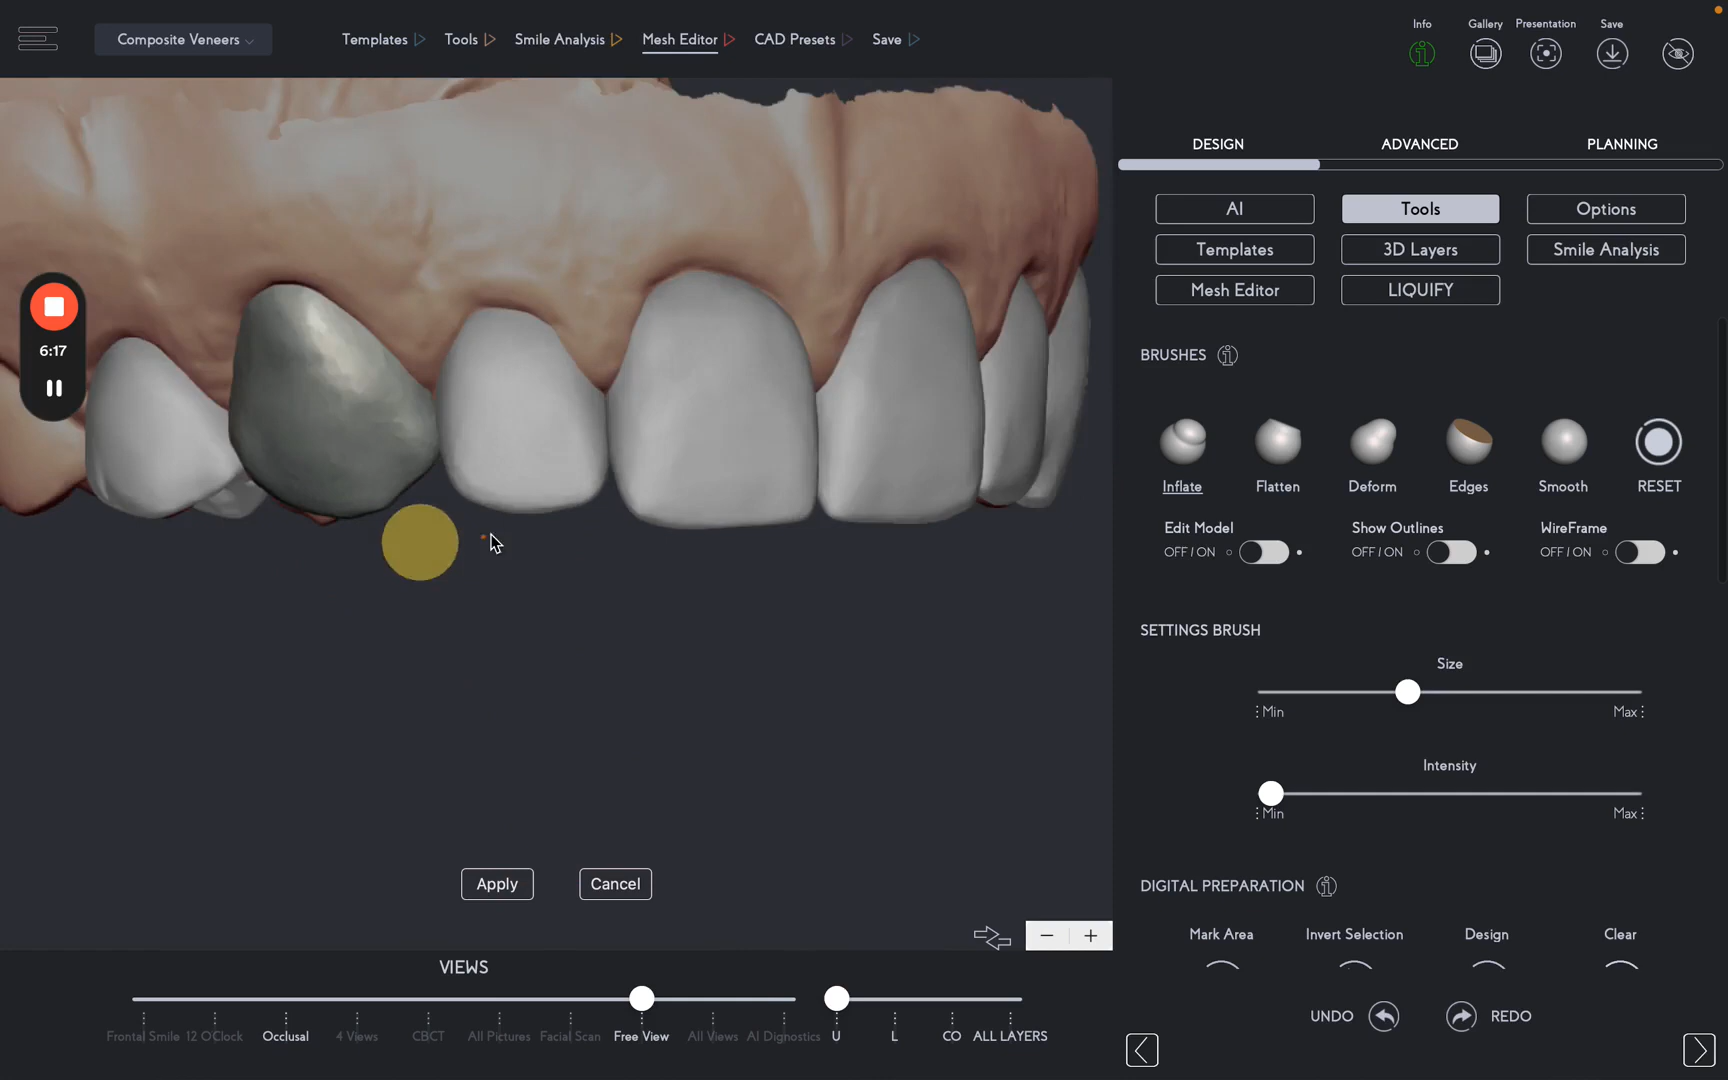 Composite Veneers
Templates
Tools
Smile Analysis
Mesh Editor
CAD Presets
Save
Info
Gallery
Presentation
Save
6:17
DESIGN
ADVANCED
PLANNING
AI
Tools
Options
Templates
3D Layers
Smile Analysis
Mesh Editor
LIQUIFY
BRUSHES
Inflate
Flatten
Deform
Edges
Smooth
RESET
Edit Model
Show Outlines
WireFrame
OFF / ON
OFF / ON
OFF / ON
SETTINGS BRUSH
Size
Min
Max
Intensity
Min
Max
DIGITAL PREPARATION
Mark Area
Invert Selection
Design
Clear
UNDO
REDO
Apply
Cancel
VIEWS
Frontal Smile
12 O'Clock
Occlusal
4 Views
CBCT
All Pictures
Facial Scan
Free View
All Views
AI Dignostics
U
L
CO
ALL LAYERS